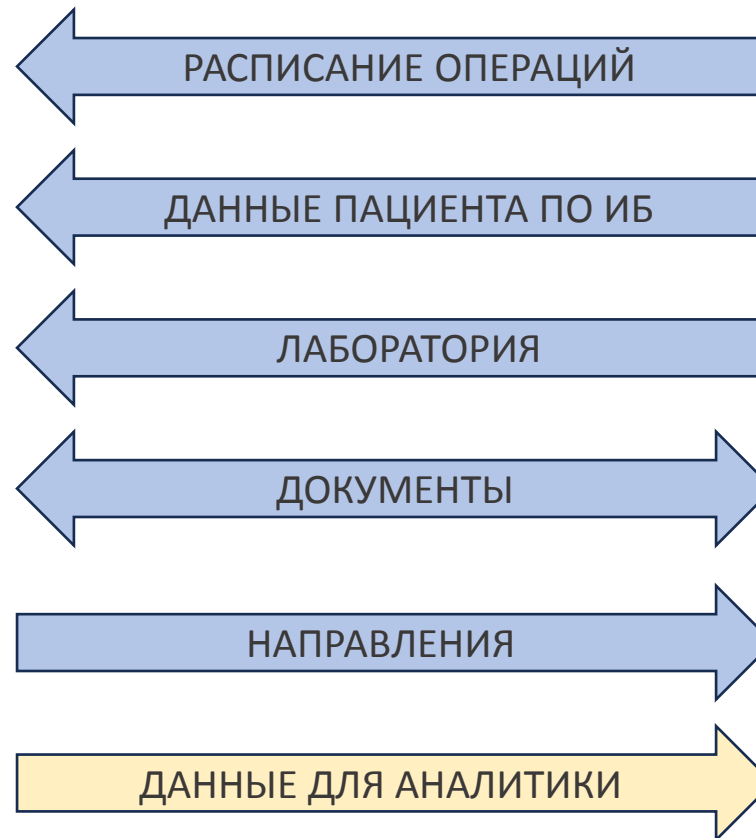 РАСПИСАНИЕ ОПЕРАЦИЙ
ДАННЫЕ ПАЦИЕНТА ПО ИБ
ЛАБОРАТОРИЯ
ДОКУМЕНТЫ
НАПРАВЛЕНИЯ
ДАННЫЕ ДЛЯ АНАЛИТИКИ